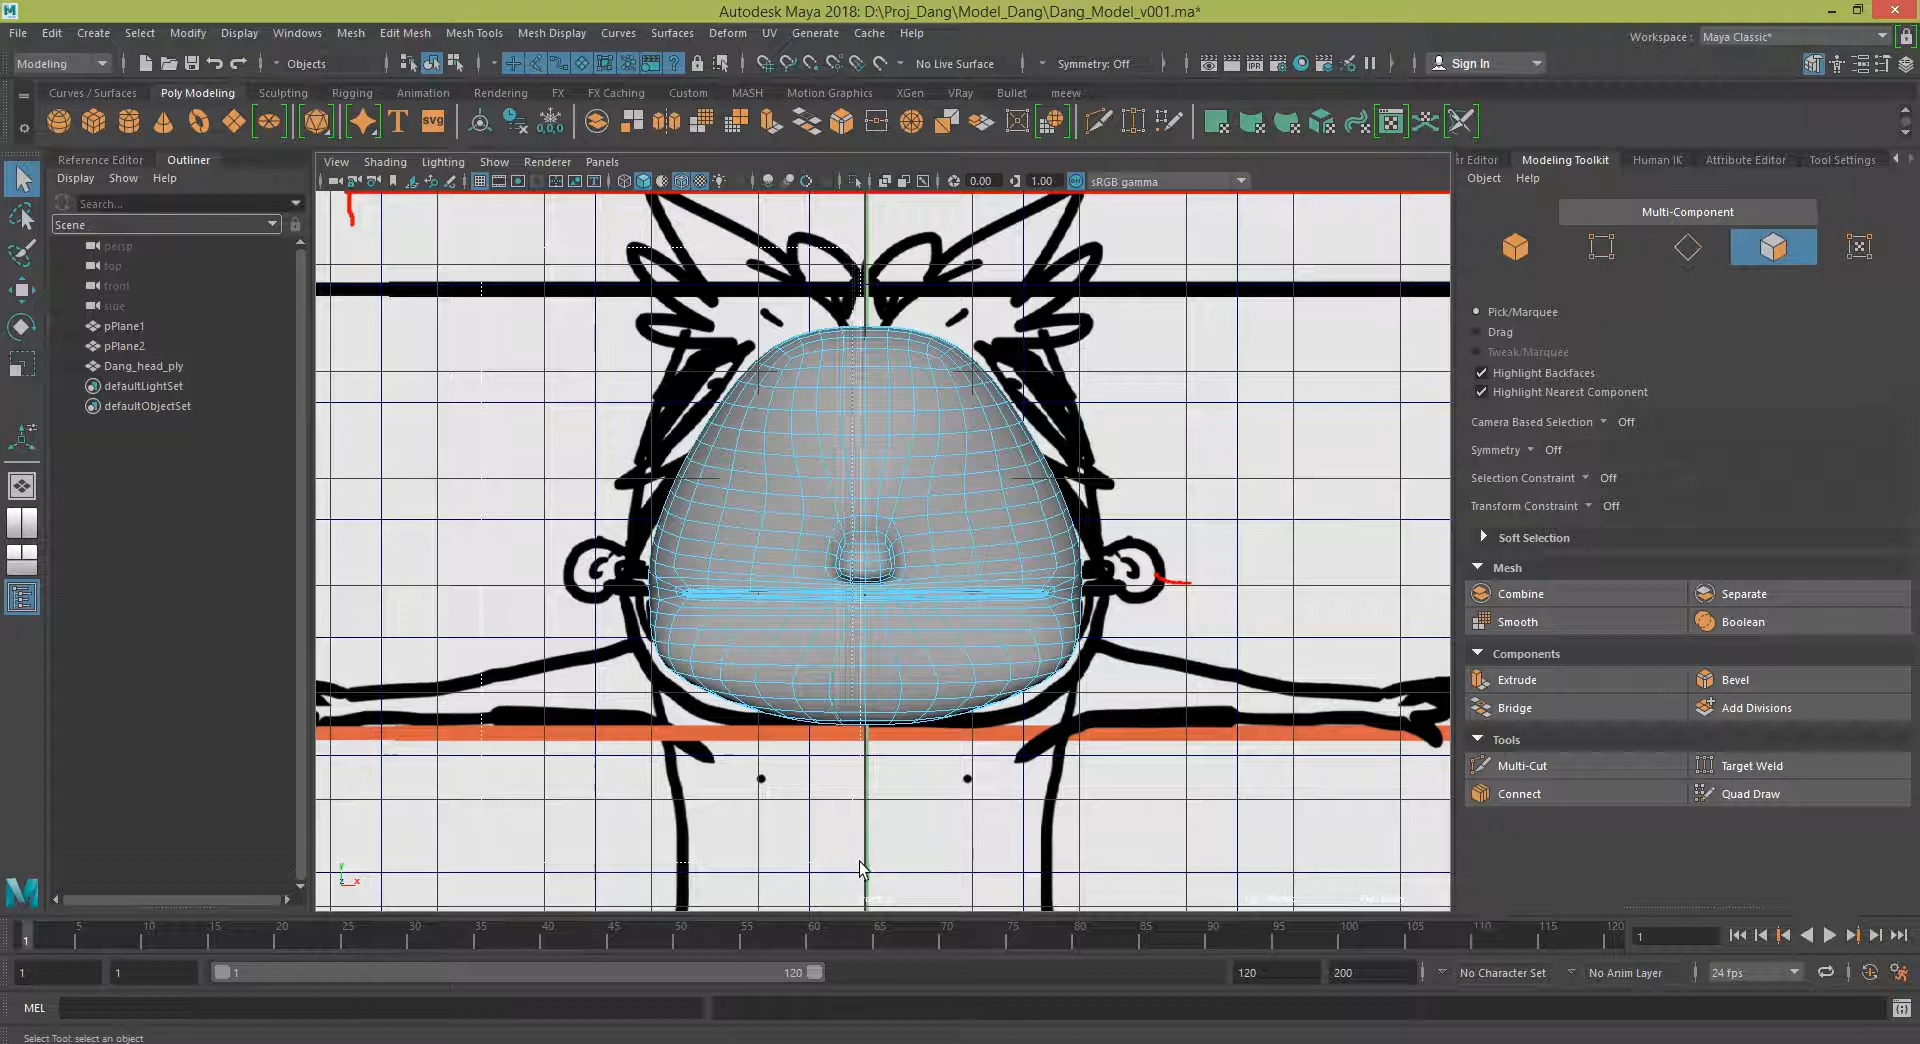 Autodesk Maya 2018: D:\Proj_Dang\Model_Dang\Dang_Model_v001.ma*
File Edit Create Select Modify Display Windows Mesh Edit Mesh Mesh Tools Mesh Display Curves Surfaces Deform UV Generate Cache Help
Workspace : Maya Classic*
Modeling Objects No Live Surface Symmetry: Off Sign In
Curves / Surfaces Poly Modeling Sculpting Rigging Animation Rendering FX FX Caching Custom MASH Motion Graphics XGen VRay Bullet meew
T svg 0,0,0
Reference Editor Outliner
Display Show Help
Search...
Scene
persp
top
front
side
pPlane1
pPlane2
Dang_head_ply
defaultLightSet
defaultObjectSet
View Shading Lighting Show Renderer Panels
0.00 1.00 sRGB gamma
y
z x
r Editor Modeling Toolkit Human IK Attribute Editor Tool Settings
Object Help
Multi-Component
Pick/Marquee
Drag
Tweak/Marquee
Highlight Backfaces
Highlight Nearest Component
Camera Based Selection Off
Symmetry Off
Selection Constraint Off
Transform Constraint Off
Soft Selection
Mesh
Combine Separate
Smooth Boolean
Components
Extrude Bevel
Bridge Add Divisions
Tools
Multi-Cut Target Weld
Connect Quad Draw
1 5 10 15 20 25 30 35 40 45 50 55 60 65 70 75 80 85 90 95 100 105 110 115 120 1
1 1 1 120 120 200 No Character Set No Anim Layer 24 fps
MEL
Select Tool: select an object